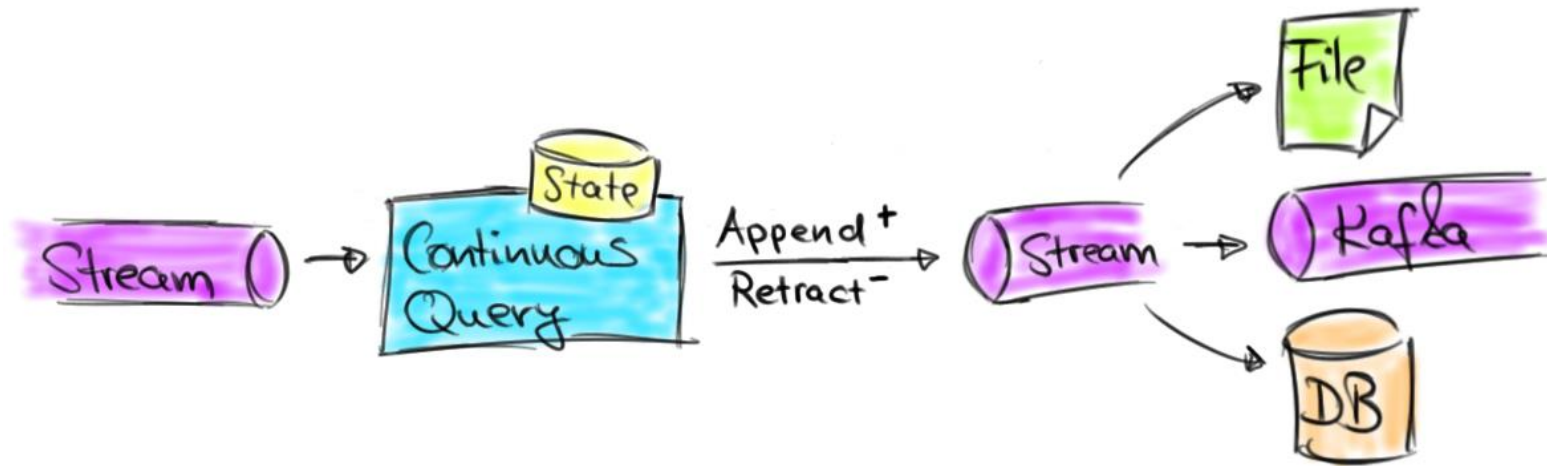 Stream
State
Continuous
Query
Append+
Retract-
Stream
File
Kafka
DB